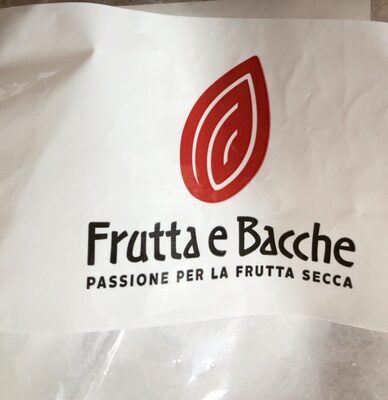 Frutta e Bacche
PASSIONE PER LA FRUTTA SECCA